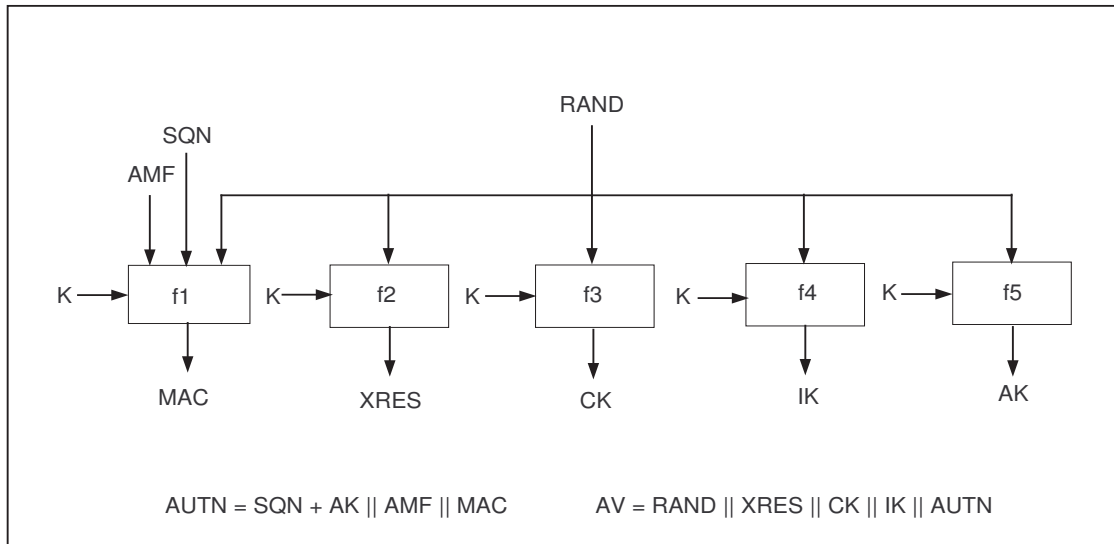 RAND
SQN
AMF
K f1 K f2 K f3 K f4 K f5
MAC XRES CK IK AK
AUTN = SQN + AK || AMF || MAC AV = RAND || XRES || CK || IK || AUTN